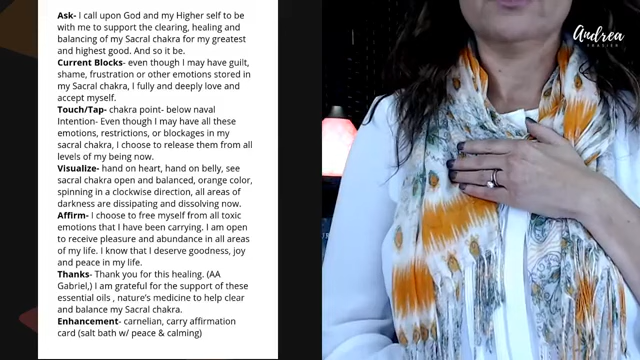 Ask- I call upon God and my Higher self to be
with me to support the clearing, healing and
balancing of my Sacral chakra for my greatest
and highest good. And so it be.
Current Blocks- even though I may have guilt,
shame, frustration or other emotions stored in
my Sacral chakra, I fully and deeply love and
accept myself.
Touch/Tap- chakra point- below naval
Intention- Even though I may have all these
emotions, restrictions, or blockages in my
sacral chakra, I choose to release them from all
levels of my being now.
Visualize- hand on heart, hand on belly, see
sacral chakra open and balanced, orange color,
spinning in a clockwise direction, all areas of
darkness are dissipating and dissolving now.
Affirm- I choose to free myself from all toxic
emotions that I have been carrying. I am open
to receive pleasure and abundance in all areas
of my life. I know that I deserve goodness, joy
and peace in my life.
Thanks- Thank you for this healing. (AA
Gabriel,) I am grateful for the support of these
essential oils , nature's medicine to help clear
and balance my Sacral chakra.
Enhancement- carnelian, carry affirmation
card (salt bath w/ peace & calming)
Andrea
FRASIER